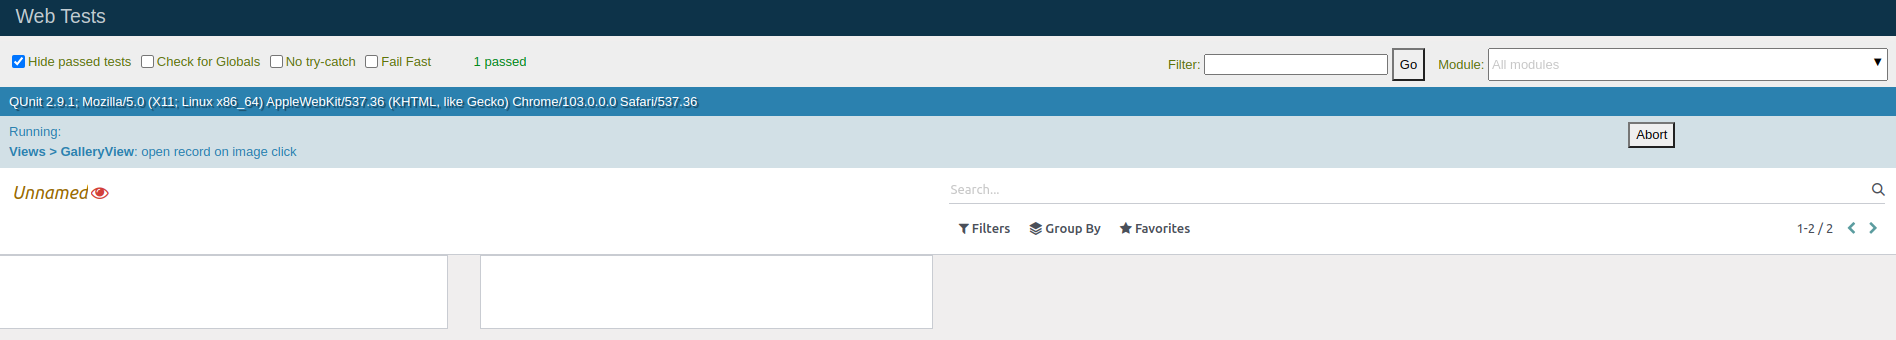 Web Tests
Hide passed tests Check for Globals No try-catch Fail Fast 1 passed Filter: Go Module: All modules
QUnit 2.9.1; Mozilla/5.0 (X11; Linux x86_64) AppleWebKit/537.36 (KHTML, like Gecko) Chrome/103.0.0.0 Safari/537.36
Running:
Abort
Views > GalleryView: open record on image click
Unnamed
Search...
Filters Group By Favorites 1-2 / 2